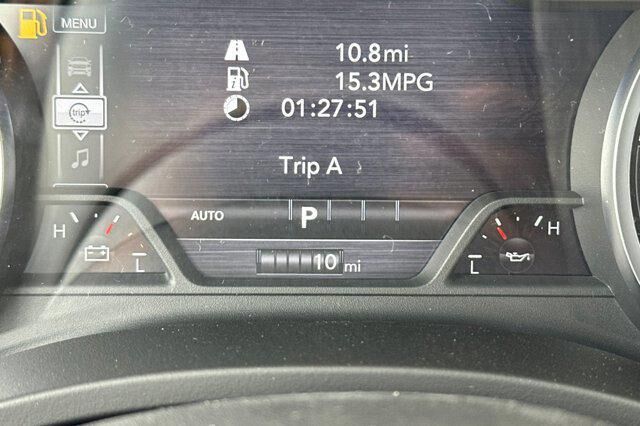 MENU
10.8mi
15.3MPG
trip
01:27:51
Trip A
AUTO
P
H
H
L
L
10 mi